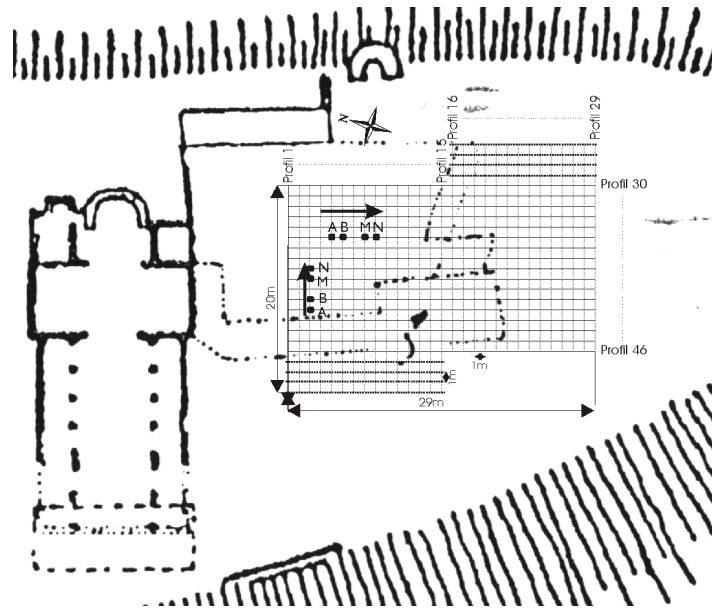 Profil 16
Profil 29
N
Profil 1
Profil 15
Profil 30
A B M N
N
M
B
A
20m
Profil 46
1m
1m
29m